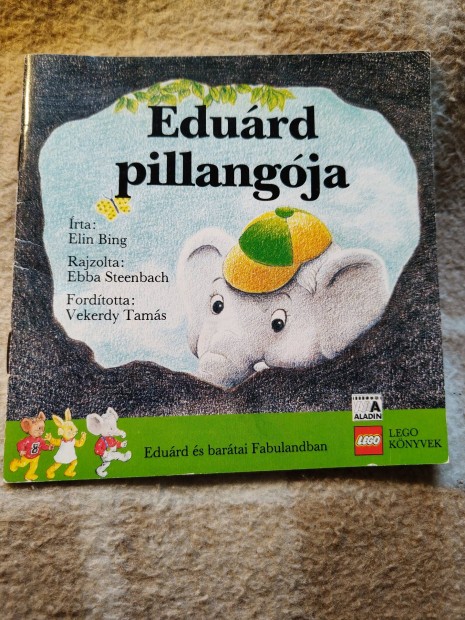 Eduárd
pillangója
Írta:
Elin Bing
Rajzolta:
Ebba Steenbach
Fordította:
Vekerdy Tamás
8
Eduárd és barátai Fabulandban
ALADIN
LEGO
LEGO
KÖNYVEK